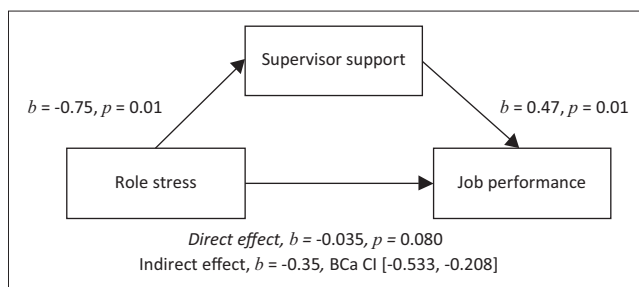 Supervisor support
b = -0.75, p = 0.01
b = 0.47, p = 0.01
Role stress
Job performance
Direct effect, b = -0.035, p = 0.080
Indirect effect, b = -0.35, BCa CI [-0.533, -0.208]